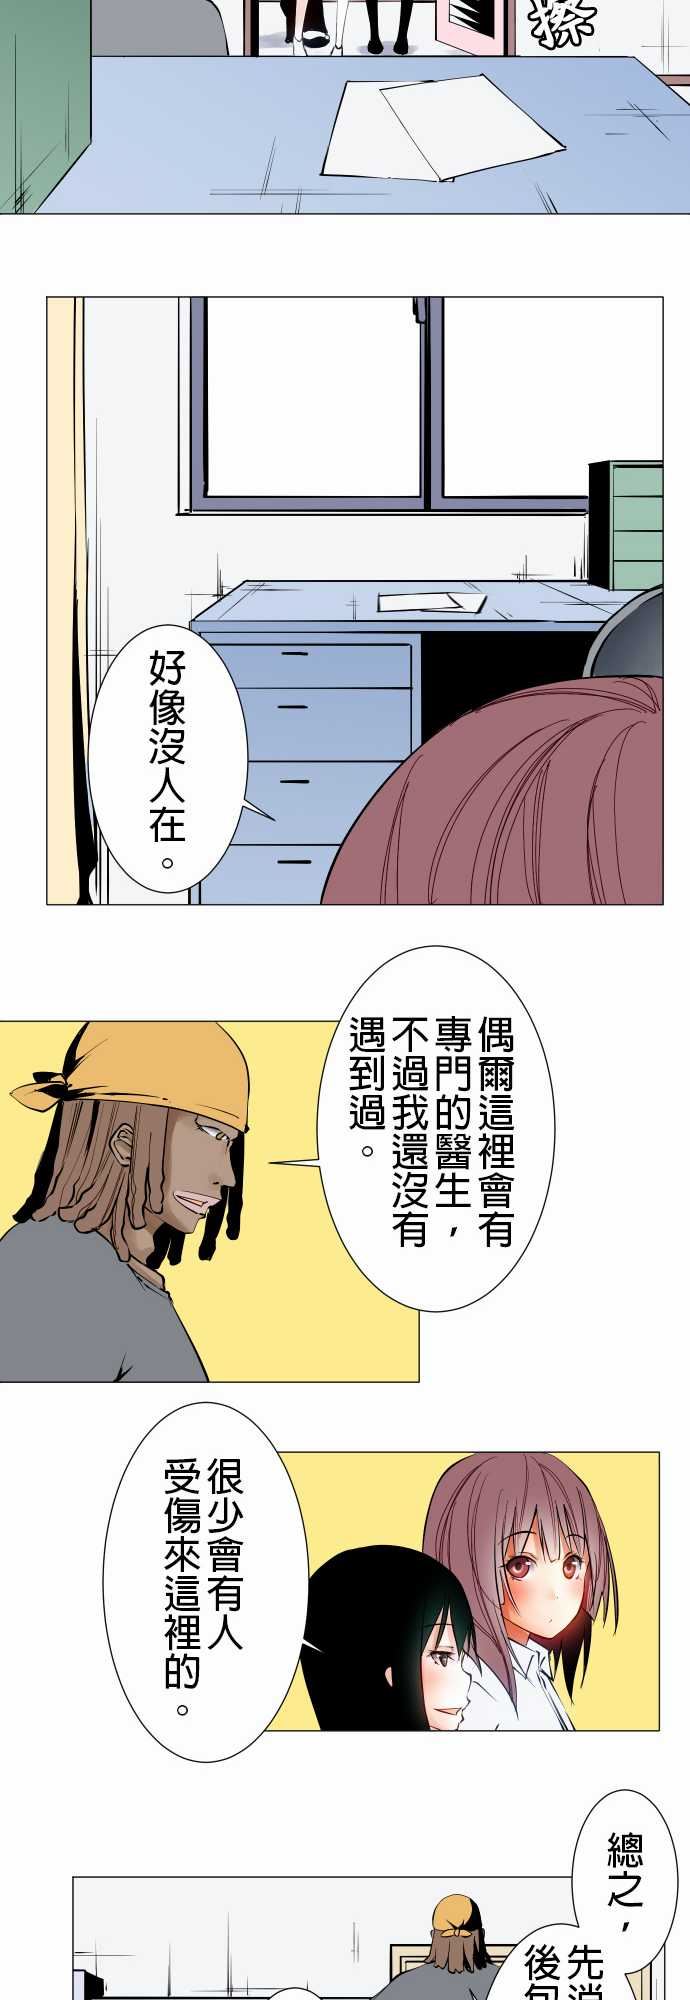 擦
好像沒人在。
偶爾這裡會有
專門的醫生，
不過我還沒有
遇到過。
很少會有人
受傷來這裡的。
總之，
先消
後包